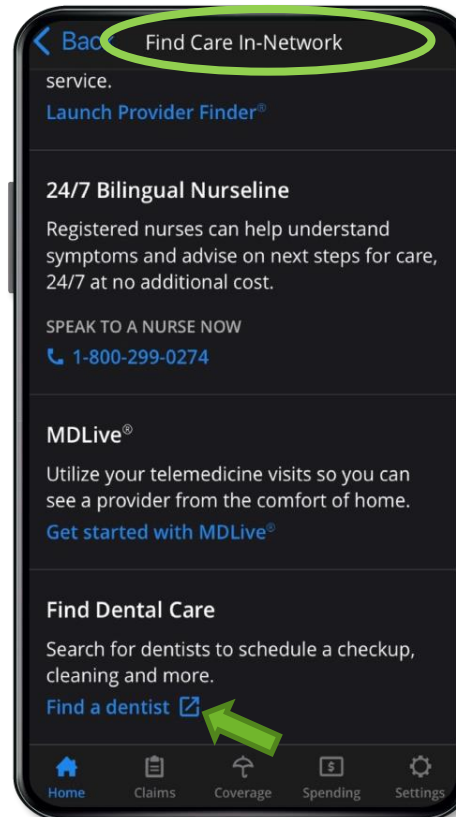 Back Find Care In-Network
service.
Launch Provider Finder®
24/7 Bilingual Nurseline
Registered nurses can help understand
symptoms and advise on next steps for care,
24/7 at no additional cost.
SPEAK TO A NURSE NOW
1-800-299-0274
MDLive®
Utilize your telemedicine visits so you can
see a provider from the comfort of home.
Get started with MDLive®
Find Dental Care
Search for dentists to schedule a checkup,
cleaning and more.
Find a dentist
Home Claims Coverage Spending Settings